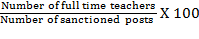 Number of full time teachers
Number of sanctioned posts X 100